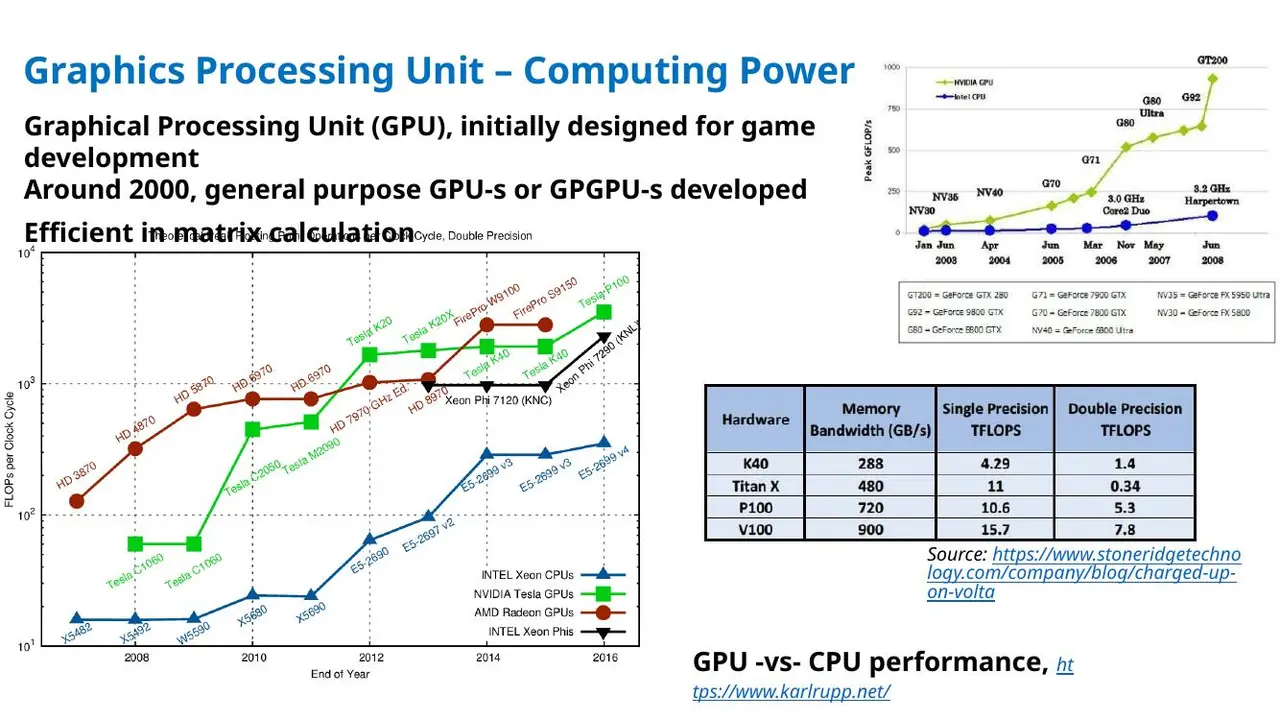 Graphics Processing Unit – Computing Power
Graphical Processing Unit (GPU), initially designed for game
development
Around 2000, general purpose GPU-s or GPGPU-s developed
Efficient in matrix calculation
Cycle, Double Precision
10^4
10^3
10^2
10^1
FLOPs per Clock Cycle
HD 3870
HD 4870
HD 5870
HD 6970
HD 6970
HD 7970 GHz Ed.
HD 8970
FirePro W9100
FirePro S9150
Tesla C1060
Tesla C1060
Tesla C2050
Tesla M2090
Tesla K20
Tesla K20X
Tesla K40
Tesla K40
Tesla P100
Xeon Phi 7120 (KNC)
Xeon Phi 7290 (KNL)
X5482
X5492
W5590
X5680
X5690
E5-2690
E5-2697 v2
E5-2699 v3
E5-2699 v3
E5-2699 v4
INTEL Xeon CPUs
NVIDIA Tesla GPUs
AMD Radeon GPUs
INTEL Xeon Phis
2008 2010 2012 2014 2016
End of Year
1000
750
500
250
0
Peak GFLOP/s
NVIDIA GPU
Intel CPU
NV30
NV35
NV40
G70
G71
G80
G80
Ultra
G92
GT200
3.0 GHz
Core2 Duo
3.2 GHz
Harpertown
Jan Jun Apr Jun Mar Nov May Jun
2003 2004 2005 2006 2007 2008
GT200 = GeForce GTX 280 G71 = GeForce 7900 GTX NV35 = GeForce FX 5950 Ultra
G92 = GeForce 9800 GTX G70 = GeForce 7800 GTX NV30 = GeForce FX 5800
G80 = GeForce 8800 GTX NV40 = GeForce 6800 Ultra
Hardware Memory Bandwidth (GB/s) Single Precision TFLOPS Double Precision TFLOPS
K40 288 4.29 1.4
Titan X 480 11 0.34
P100 720 10.6 5.3
V100 900 15.7 7.8
Source: https://www.stoneridgetechno
logy.com/company/blog/charged-up-
on-volta
GPU -vs- CPU performance, ht
tps://www.karlrupp.net/